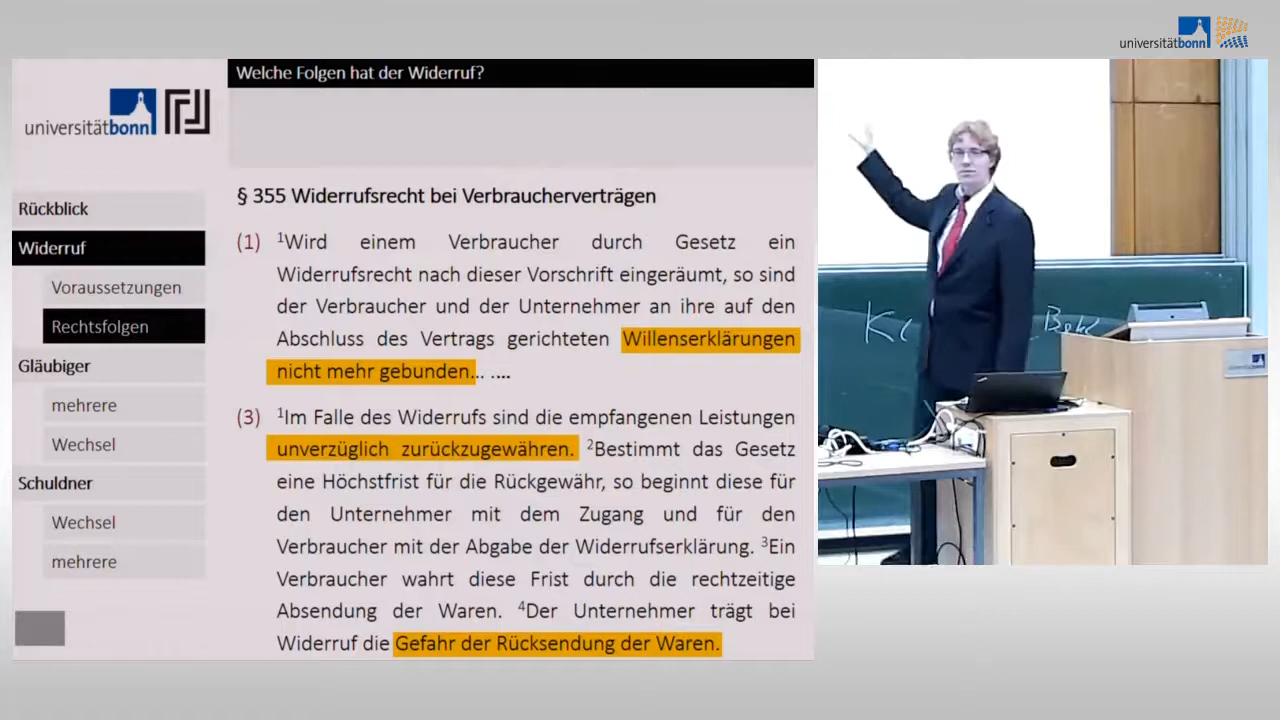 universitätbonn
Welche Folgen hat der Widerruf?
universitätbonn
Rückblick
Widerruf
Voraussetzungen
Rechtsfolgen
Gläubiger
mehrere
Wechsel
Schuldner
Wechsel
mehrere
§ 355 Widerrufsrecht bei Verbraucherverträgen
(1) ¹Wird einem Verbraucher durch Gesetz ein
Widerrufsrecht nach dieser Vorschrift eingeräumt, so sind
der Verbraucher und der Unternehmer an ihre auf den
Abschluss des Vertrags gerichteten Willenserklärungen
nicht mehr gebunden... ....
(3) ¹Im Falle des Widerrufs sind die empfangenen Leistungen
unverzüglich zurückzugewähren. ²Bestimmt das Gesetz
eine Höchstfrist für die Rückgewähr, so beginnt diese für
den Unternehmer mit dem Zugang und für den
Verbraucher mit der Abgabe der Widerrufserklärung. ³Ein
Verbraucher wahrt diese Frist durch die rechtzeitige
Absendung der Waren. ⁴Der Unternehmer trägt bei
Widerruf die Gefahr der Rücksendung der Waren.